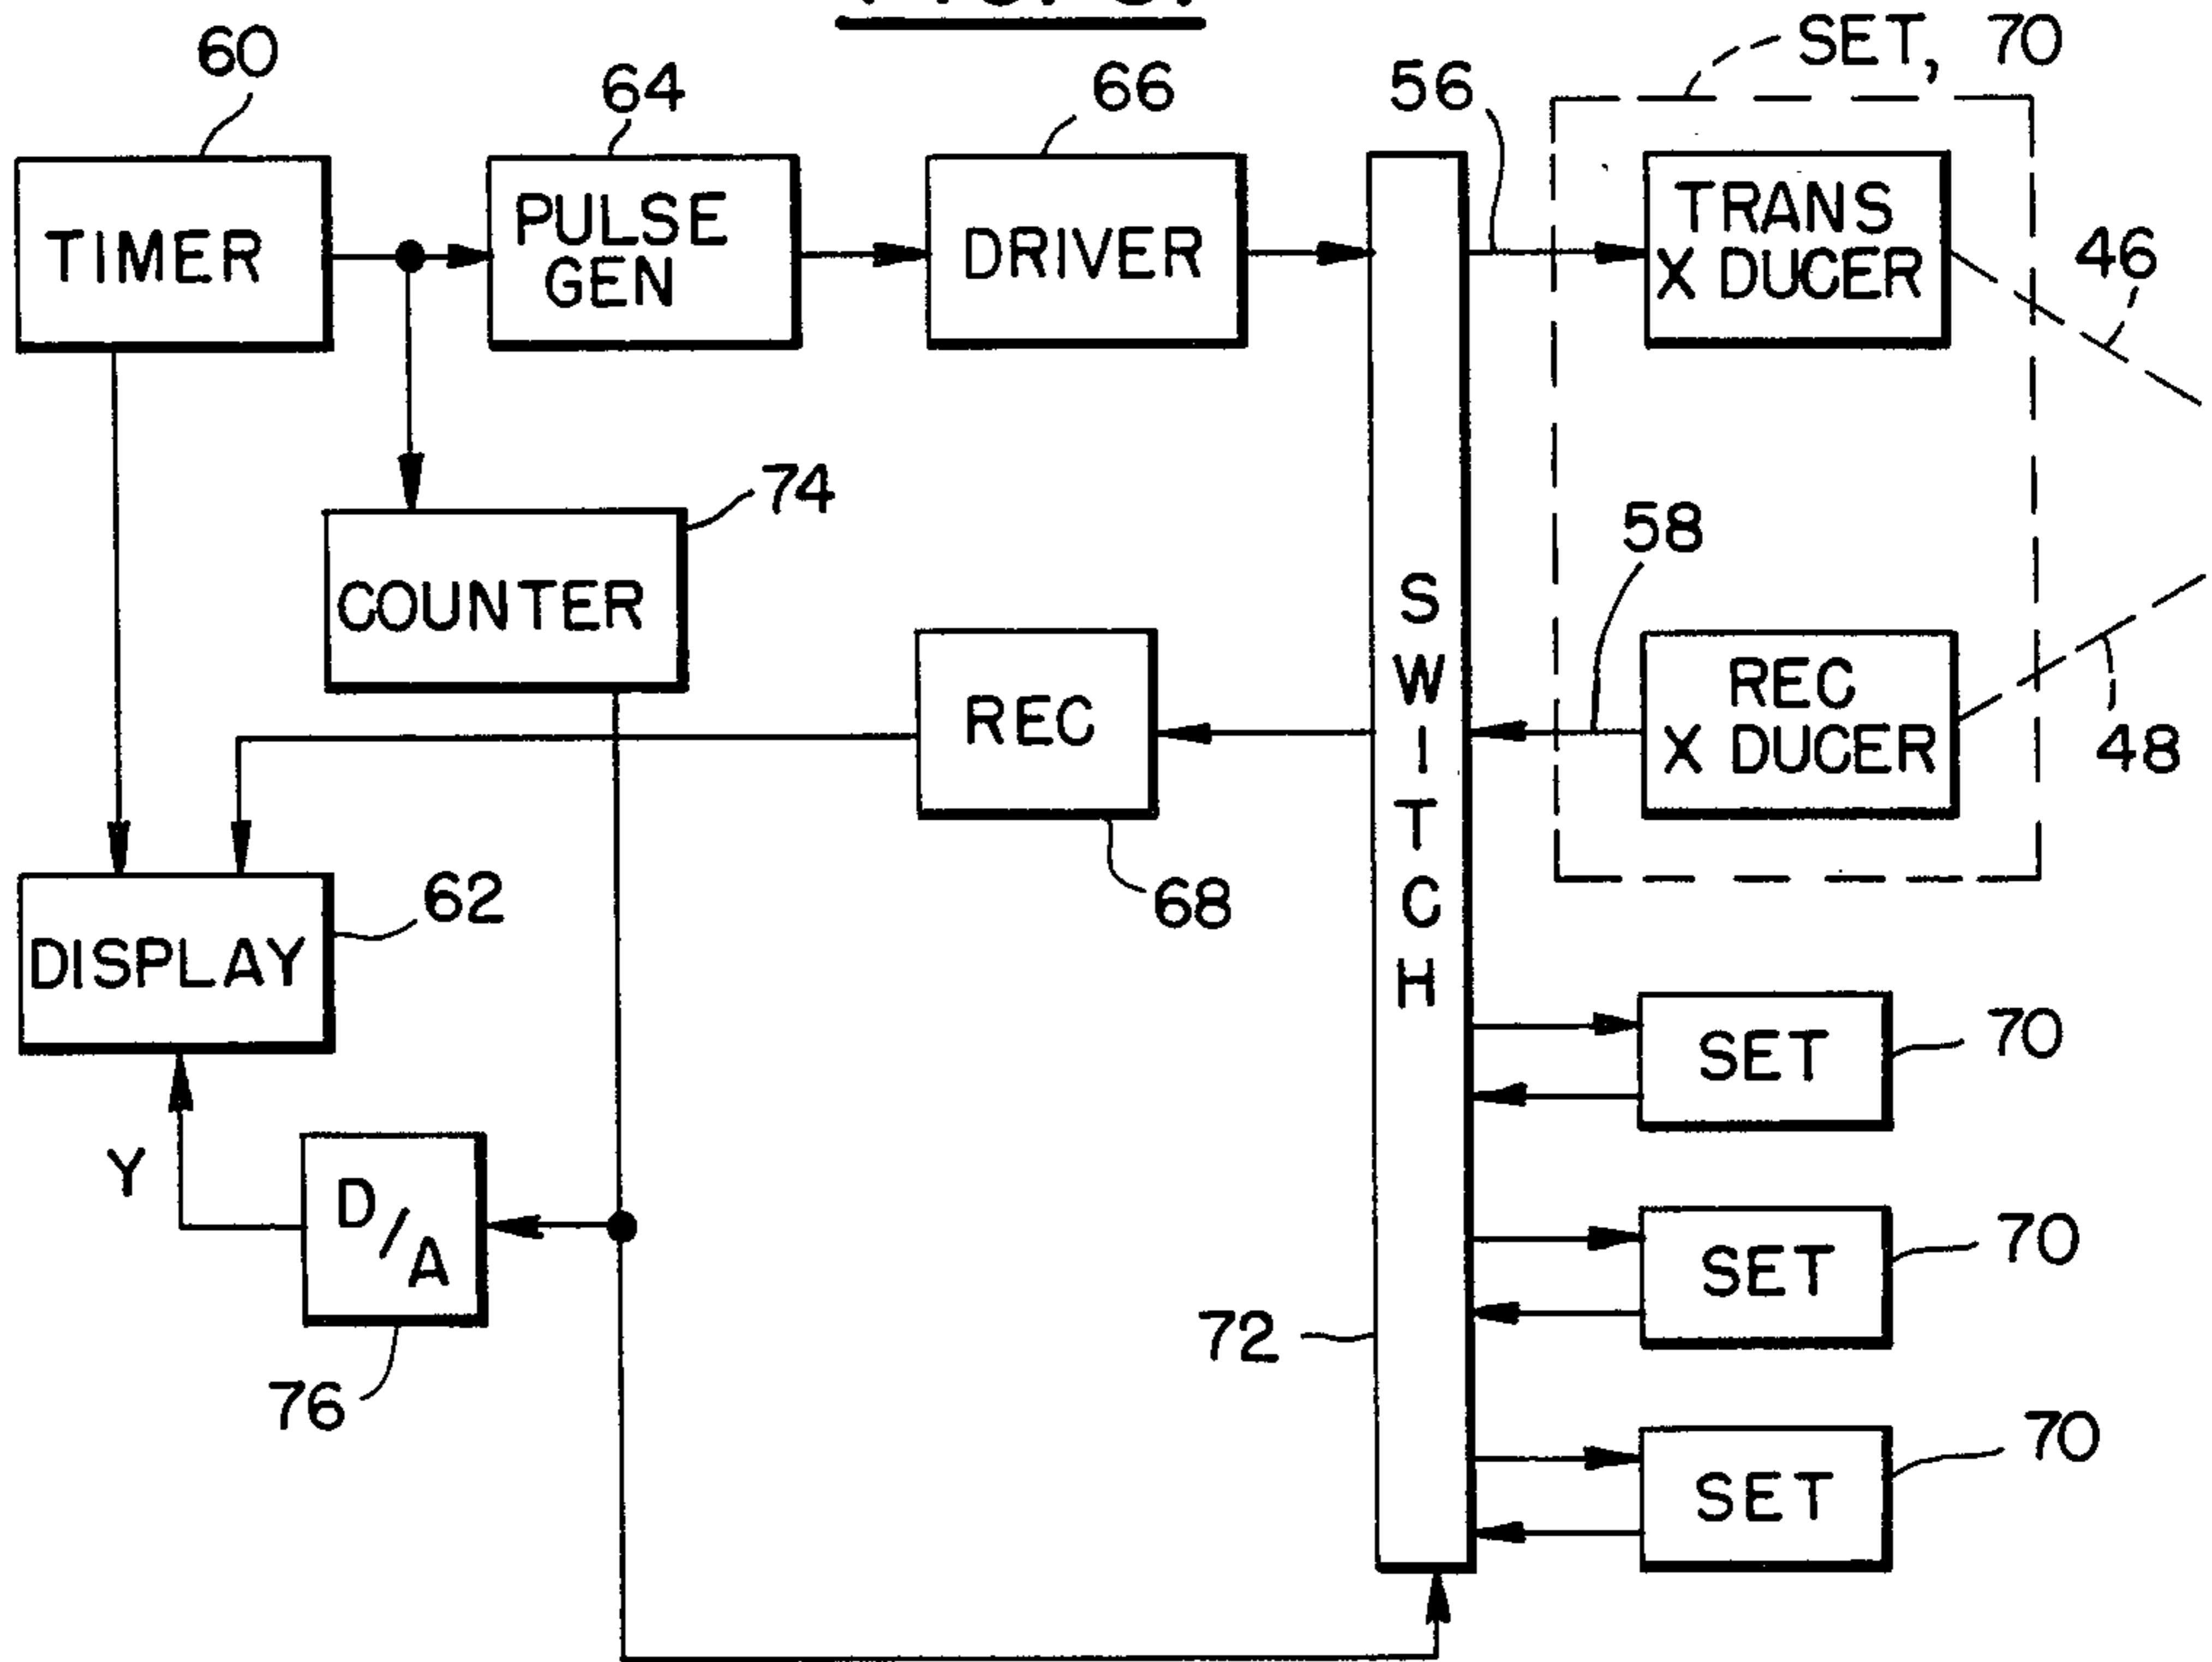 60
64
66
56
SET, 70
TIMER
PULSE
GEN
DRIVER
TRANS
X DUCER
46
74
COUNTER
58
SWITCH
REC
REC
X DUCER
48
68
62
DISPLAY
SET
70
Y
D/A
SET
70
72
76
SET
70